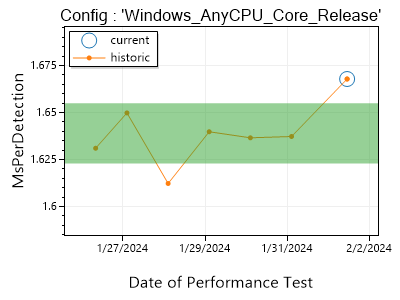 Config : 'Windows_AnyCPU_Core_Release'
current
historic
MsPerDetection
1.675
1.65
1.625
1.6
1/27/2024
1/29/2024
1/31/2024
2/2/2024
Date of Performance Test